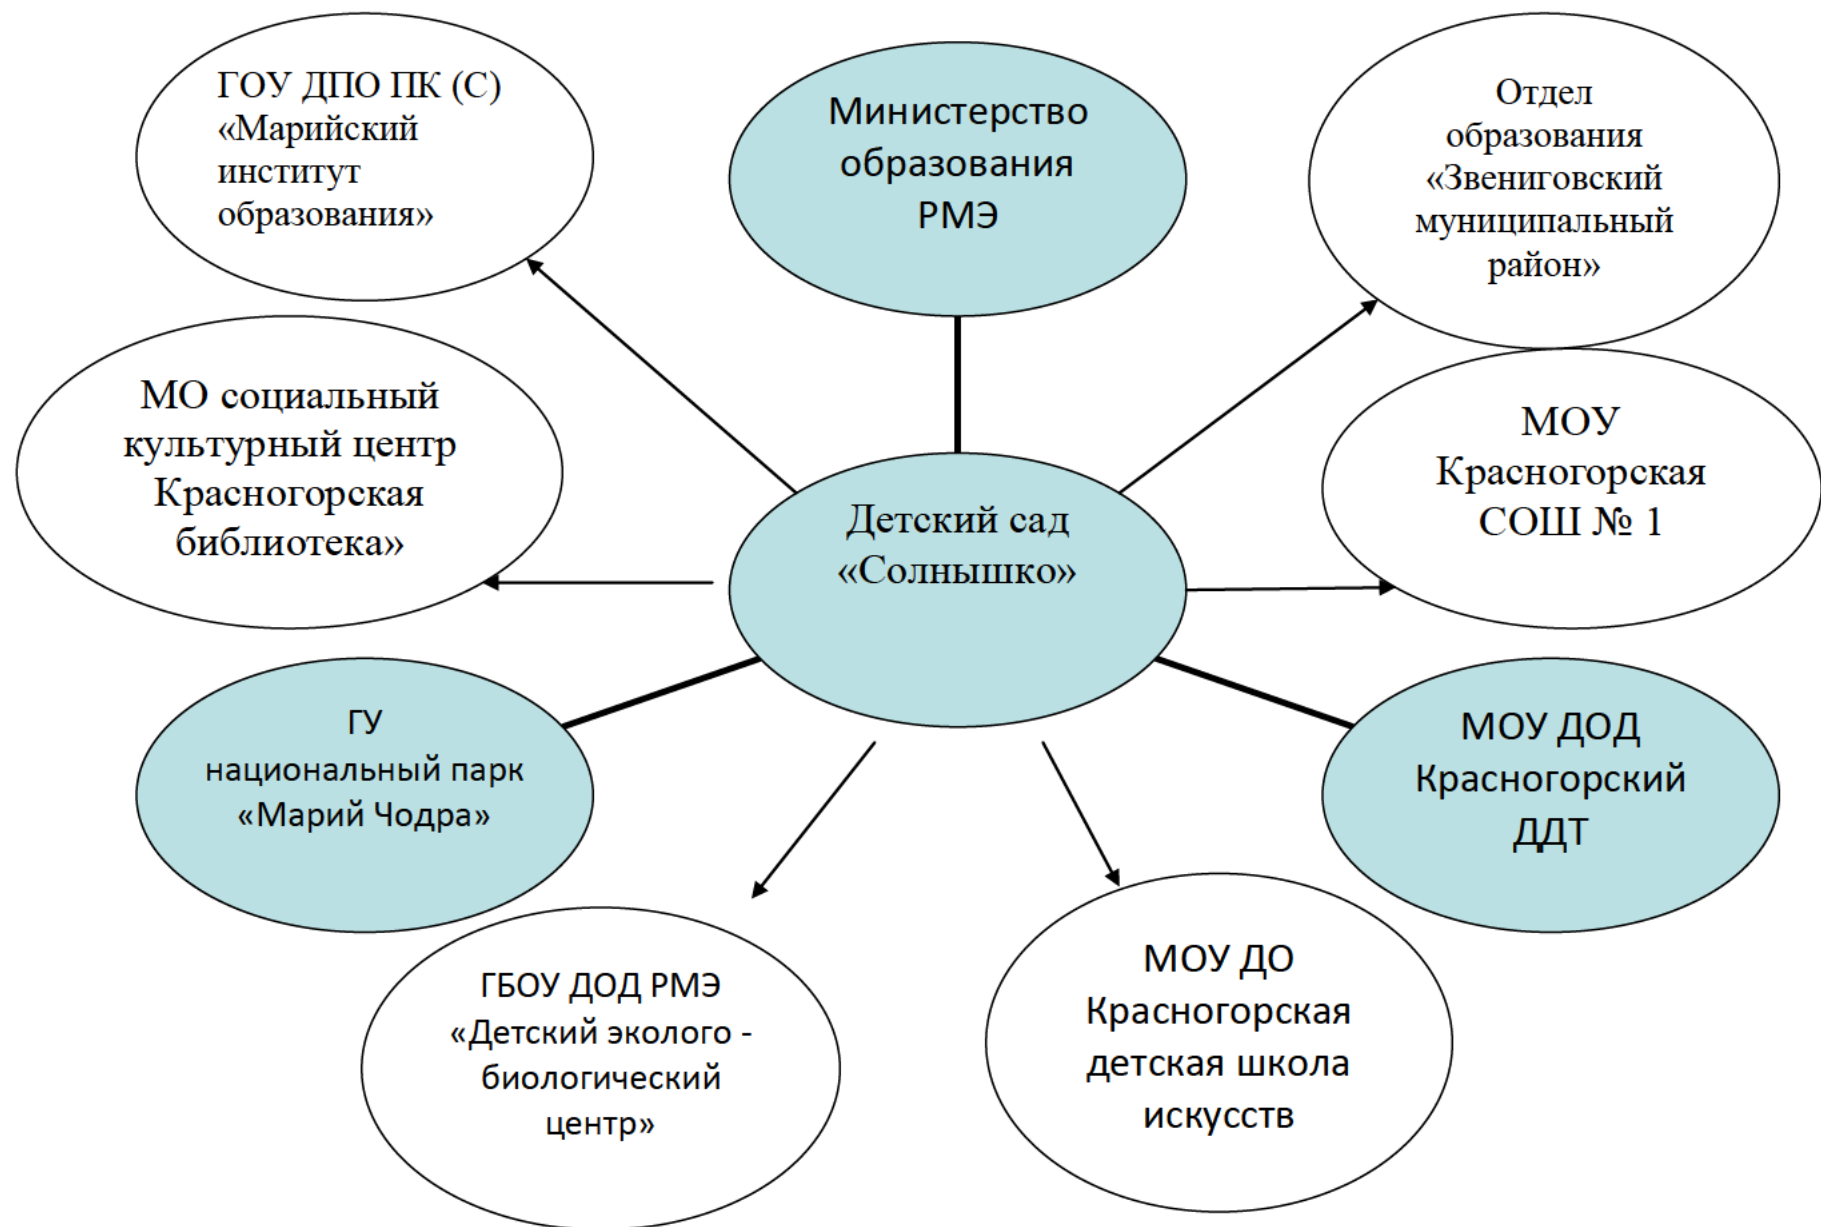 ГОУ ДПО ПК (С)
«Марийский
институт
образования»
Министерство
образования
РМЭ
Отдел
образования
«Звениговский
муниципальный
район»
МО социальный
культурный центр
Красногорская
библиотека»
Детский сад
«Солнышко»
МОУ
Красногорская
СОШ № 1
ГУ
национальный парк
«Марий Чодра»
МОУ ДОД
Красногорский
ДДТ
ГБОУ ДОД РМЭ
«Детский эколого -
биологический
центр»
МОУ ДО
Красногорская
детская школа
искусств